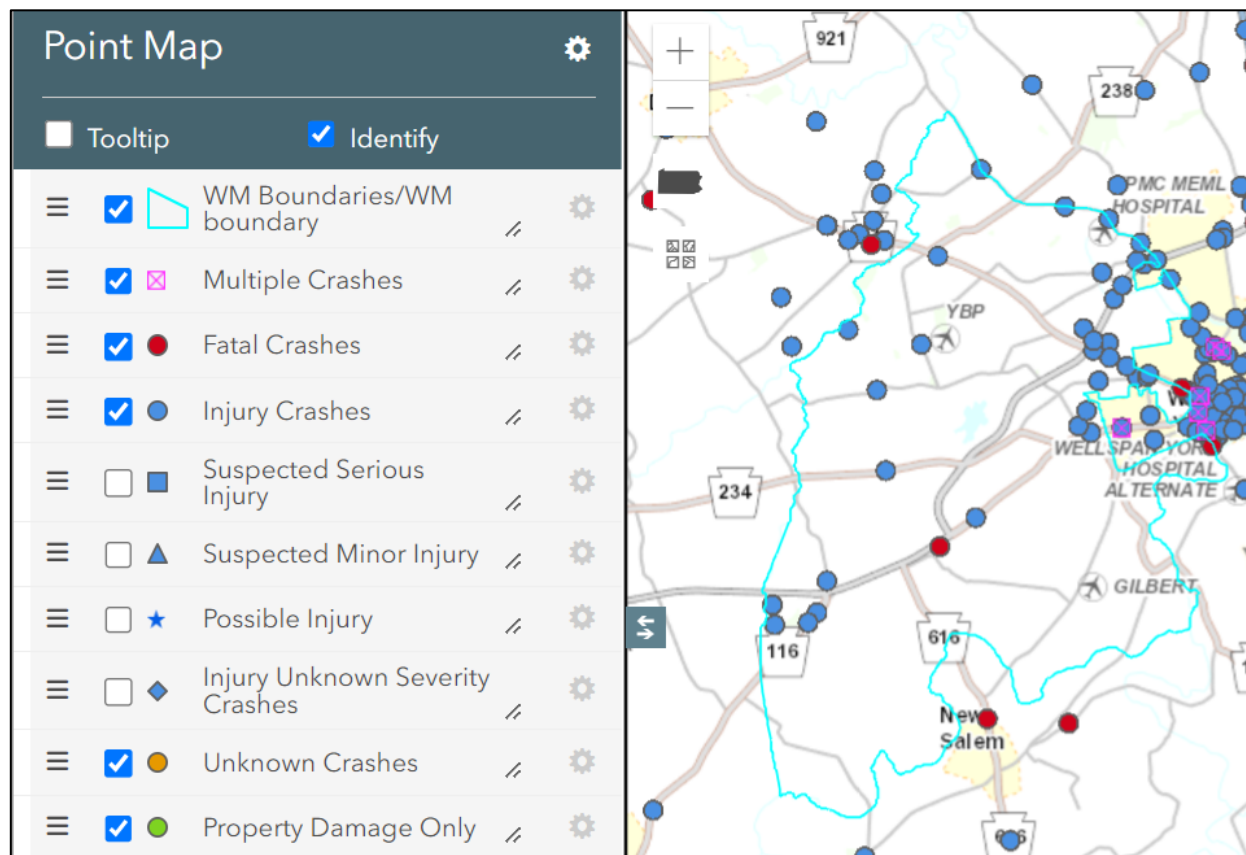 Point Map
Tooltip
Identify
WM Boundaries/WM
boundary
Multiple Crashes
Fatal Crashes
Injury Crashes
Suspected Serious
Injury
Suspected Minor Injury
Possible Injury
Injury Unknown Severity
Crashes
Unknown Crashes
Property Damage Only
921
238
PMC MEML
HOSPITAL
YBP
WELLSPAN YOR
HOSPITAL
ALTERNATE
234
GILBERT
616
116
New
Salem